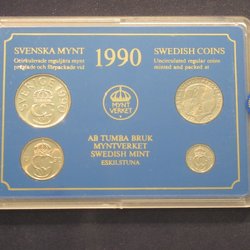 SVENSKA MYNT
Ocirkulerade reguljära mynt
präglade och förpackade vid
1990
SWEDISH COINS
Uncirculated regular coins
minted and packed at
MYNT
VERKET
AB TUMBA BRUK
MYNTVERKET
SWEDISH MINT
ESKILSTUNA